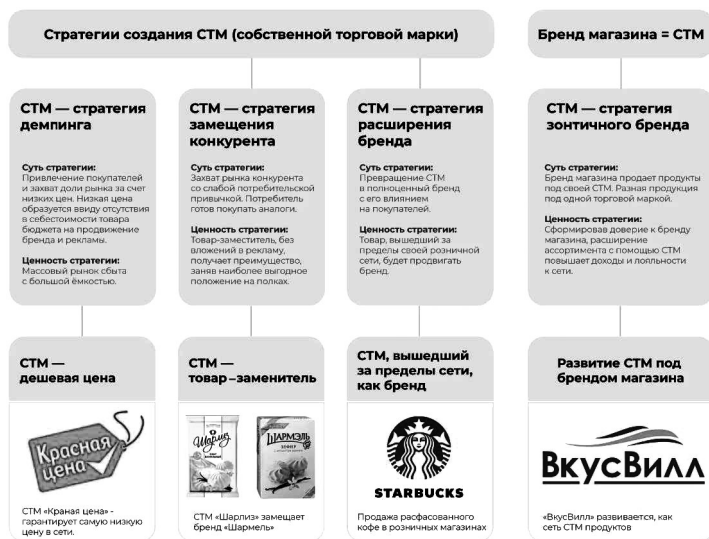 Стратегии создания СТМ (собственной торговой марки)
Бренд магазина = СТМ
СТМ — стратегия
демпинга
Суть стратегии:
Привлечение покупателей
и захват доли рынка за счет
низких цен. Низкая цена
образуется ввиду отсутствия
в себестоимости товара
бюджета на продвижение
бренда и рекламы.
Ценность стратегии:
Массовый рынок сбыта
с большой ёмкостью.
СТМ — стратегия
замещения
конкурента
Суть стратегии:
Захват рынка конкурента
со слабой потребительской
привычкой. Потребитель
готов покупать аналоги.
Ценность стратегии:
Товар-заместитель, без
вложений в рекламу,
получает преимущество,
заняв наиболее выгодное
положение на полках.
СТМ — стратегия
расширения
бренда
Суть стратегии:
Превращение СТМ
в полноценный бренд
с его влиянием
на покупателей.
Ценность стратегии:
Товар, вышедший за
пределы своей розничной
сети, будет продвигать
бренд.
СТМ — стратегия
зонтичного бренда
Суть стратегии:
Бренд магазина продает продукты
под своей СТМ. Разная продукция
под одной торговой маркой.
Ценность стратегии:
Сформировав доверие к бренду
магазина, расширение
ассортимента с помощью СТМ
повышает доходы и лояльности
к сети.
СТМ —
дешевая цена
Красная
цена
СТМ «Краная цена» -
гарантирует самую низкую
цену в сети.
СТМ —
товар–заменитель
Шарлиз
ШАРМЭЛЬ
ЗЕФИР
СТМ «Шарлиз» замещает
бренд «Шармель»
СТМ, вышедший
за пределы сети,
как бренд
STARBUCKS
Продажа расфасованного
кофе в розничных магазинах
Развитие СТМ под
брендом магазина
ВкусВилл
«ВкусВилл» развивается, как
сеть СТМ продуктов